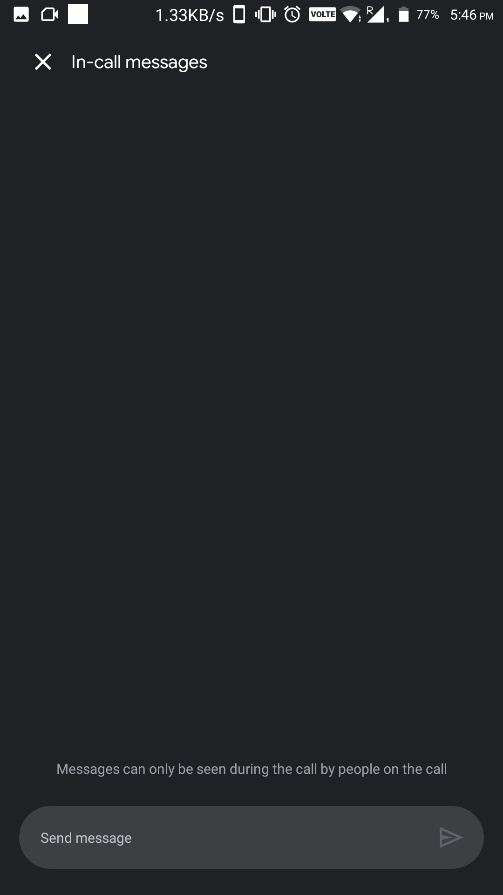 1.33KB/s VOLTE R 77% 5:46 PM
In-call messages
Messages can only be seen during the call by people on the call
Send message